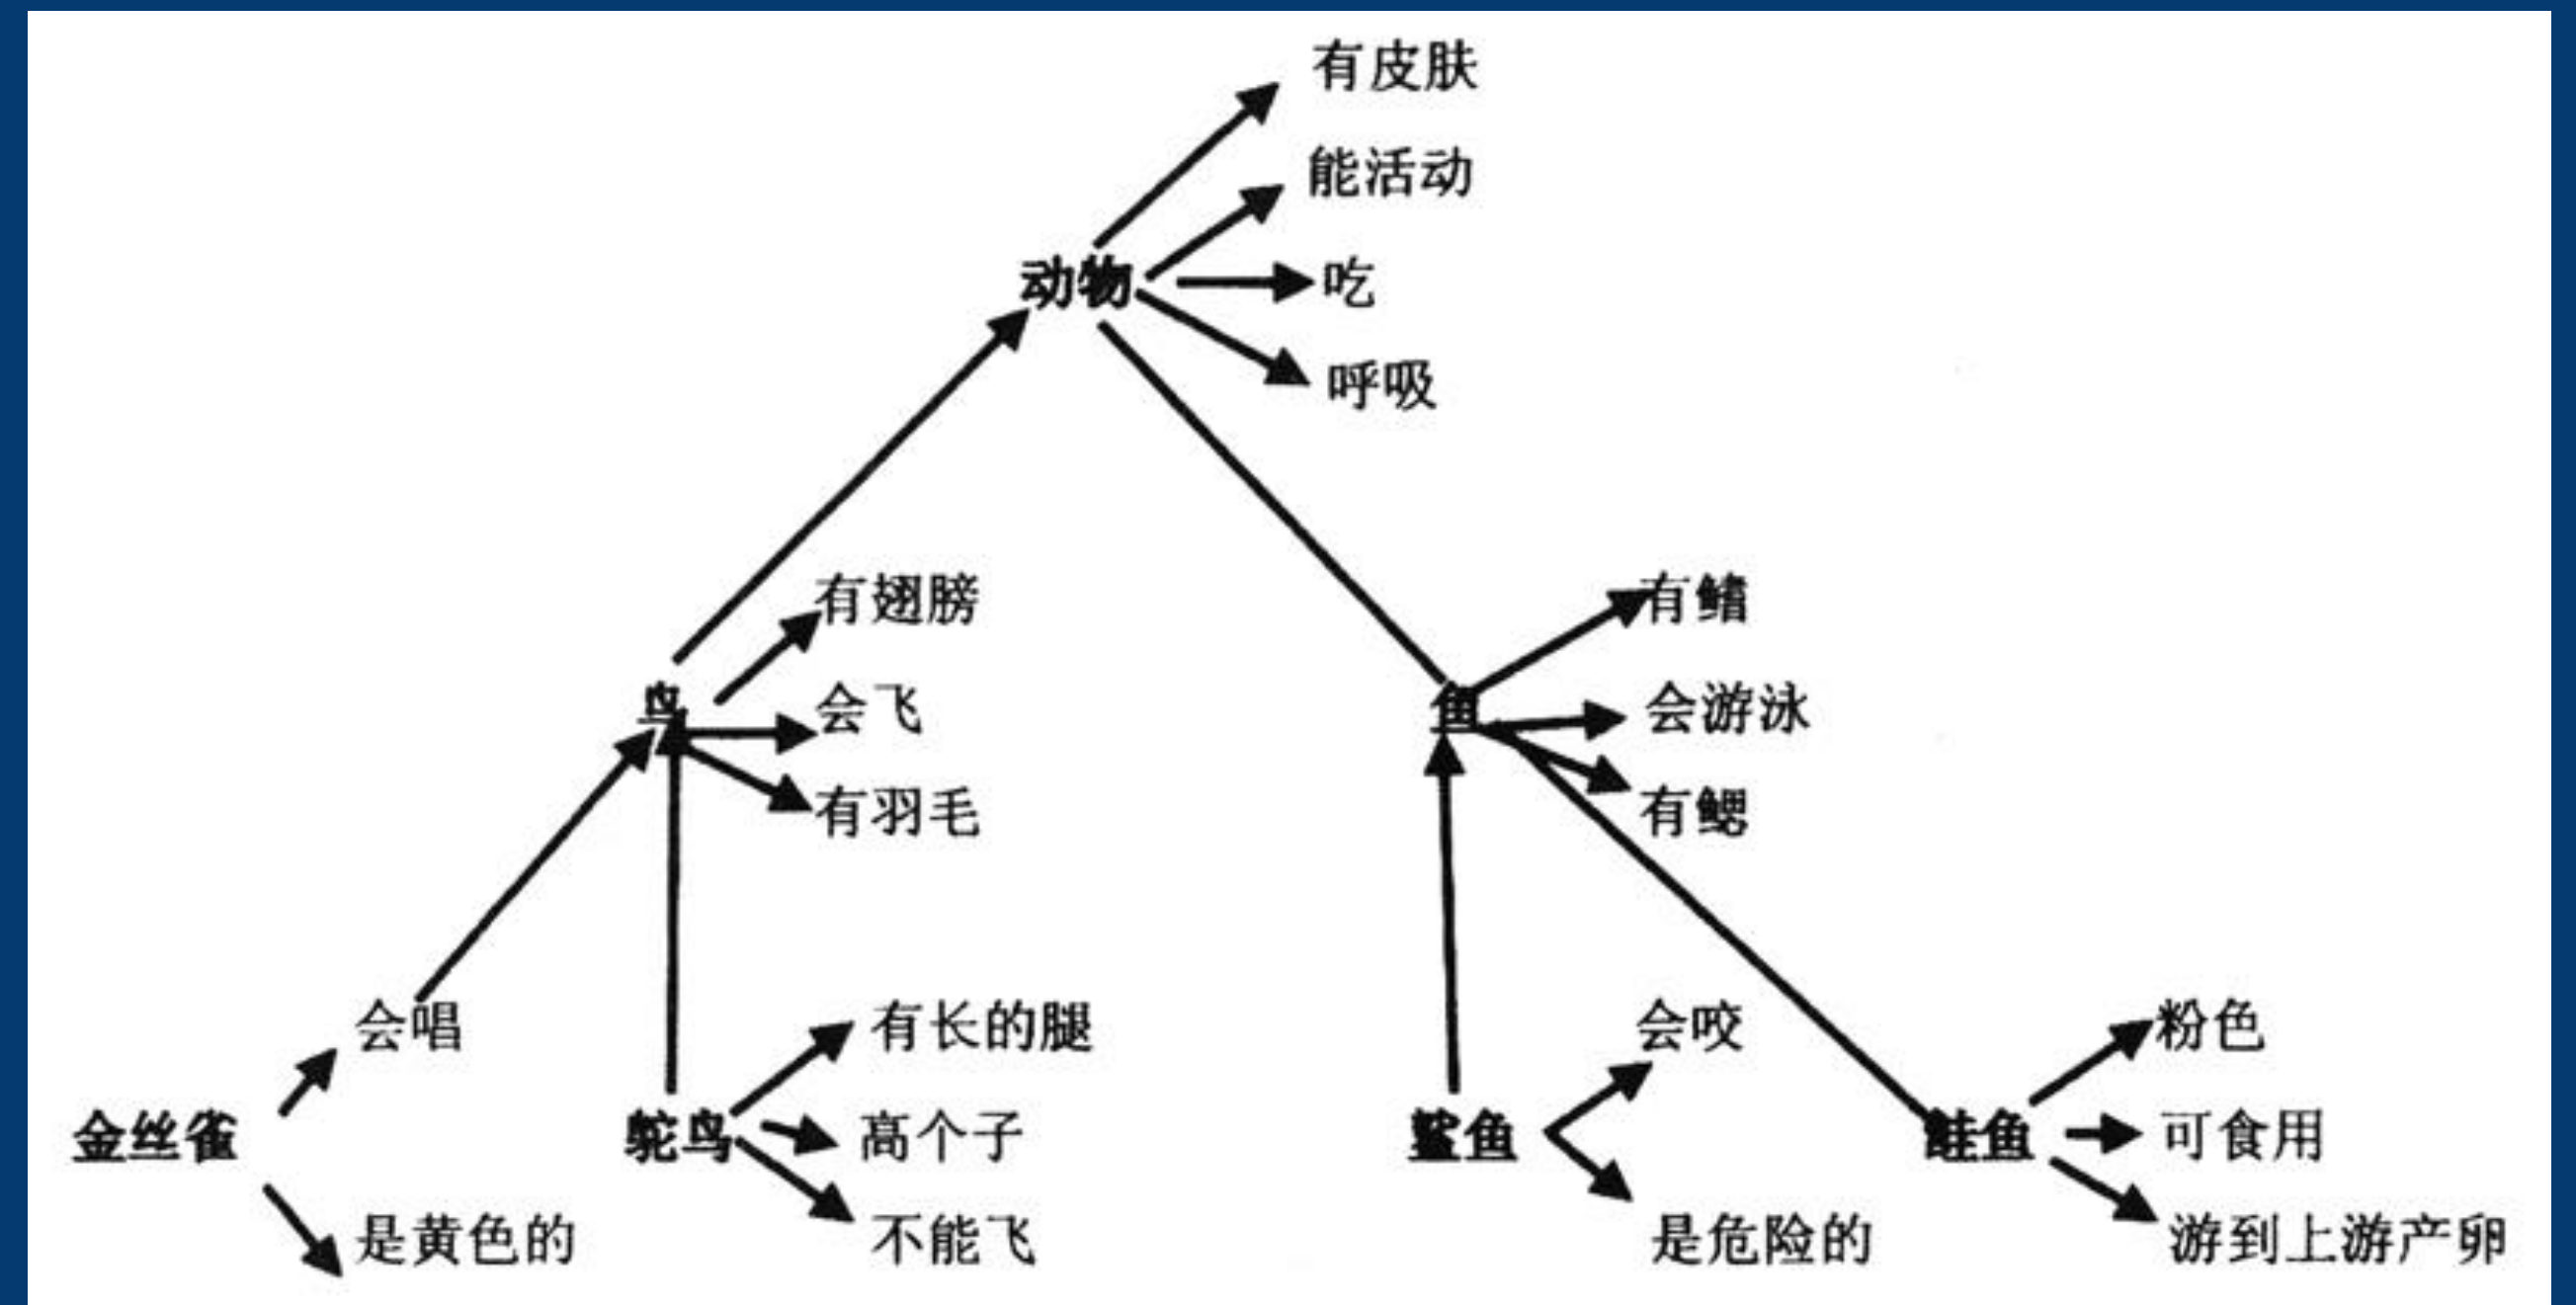 有皮肤
能活动
动物
吃
呼吸
有翅膀
有鳍
鸟
会飞
鱼
会游泳
有羽毛
有鳃
会唱
有长的腿
会咬
粉色
金丝雀
鸵鸟
高个子
鲨鱼
鲑鱼
可食用
是黄色的
不能飞
是危险的
游到上游产卵